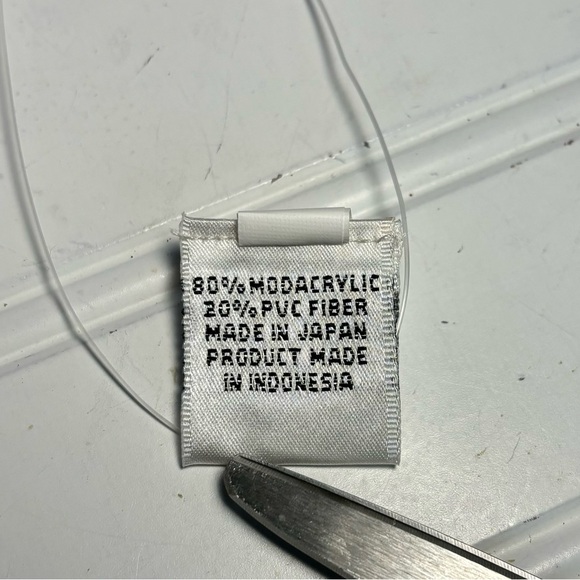 80% MODACRYLIC
20% PVC FIBER
MADE IN JAPAN
PRODUCT MADE
IN INDONESIA